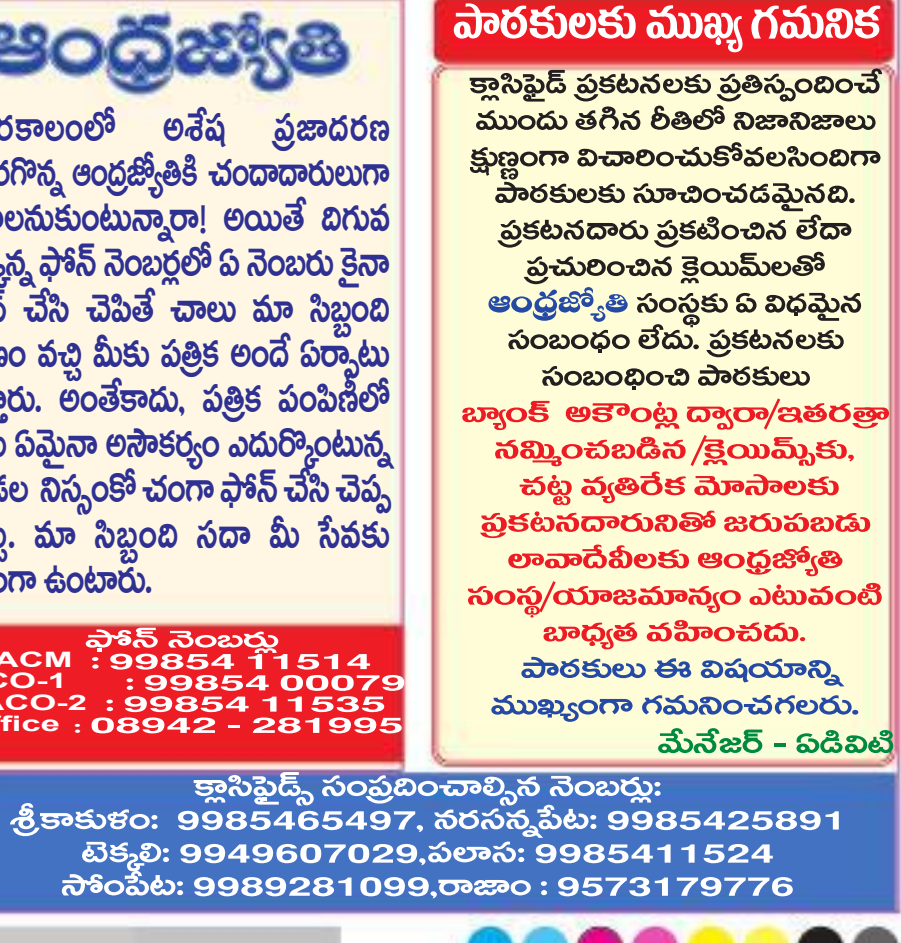 ఆంధ్రజ్యోతి
అశేష ప్రజాదరణ
ఆంధ్రజ్యోతికి చందాదారులుగా
అయితే దిగువ
ఫోన్ నెంబర్లలో ఏ నెంబరు కైనా
చేసి చెపితే చాలు మా సిబ్బంది
వచ్చి మీకు పత్రిక అందే ఏర్పాటు
అంతేకాదు, పత్రిక పంపిణీలో
ఏమైనా అసౌకర్యం ఎదుర్కొంటున్న
నిస్సంకో చంగా ఫోన్ చేసి చెప్ప
మా సిబ్బంది సదా మీ సేవకు
ఉంటారు.
ఫోన్ నెంబర్లు
ACM : 99854 11514
CO-1 : 99854 00079
ACO-2 : 99854 11535
ffice : 08942 - 281995
పాఠకులకు ముఖ్య గమనిక
క్లాసిఫైడ్ ప్రకటనలకు ప్రతిస్పందించే
ముందు తగిన రీతిలో నిజానిజాలు
క్షుణ్ణంగా విచారించుకోవలసిందిగా
పాఠకులకు సూచించడమైనది.
ప్రకటనదారు ప్రకటించిన లేదా
ప్రచురించిన క్లెయిమ్‌లతో
ఆంధ్రజ్యోతి సంస్థకు ఏ విధమైన
సంబంధం లేదు. ప్రకటనలకు
సంబంధించి పాఠకులు
బ్యాంక్ అకౌంట్ల ద్వారా/ఇతరత్రా
నమ్మించబడిన /క్లెయిమ్స్‌కు,
చట్ట వ్యతిరేక మోసాలకు
ప్రకటనదారునితో జరుపబడు
లావాదేవీలకు ఆంధ్రజ్యోతి
సంస్థ/యాజమాన్యం ఎటువంటి
బాధ్యత వహించదు.
పాఠకులు ఈ విషయాన్ని
ముఖ్యంగా గమనించగలరు.
మేనేజర్ - ఏడివిటి
క్లాసిఫైడ్స్ సంప్రదించాల్సిన నెంబర్లు:
శ్రీకాకుళం: 9985465497, నరసన్నపేట: 9985425891
టెక్కలి: 9949607029,పలాస: 9985411524
సోంపేట: 9989281099,రాజాం : 9573179776